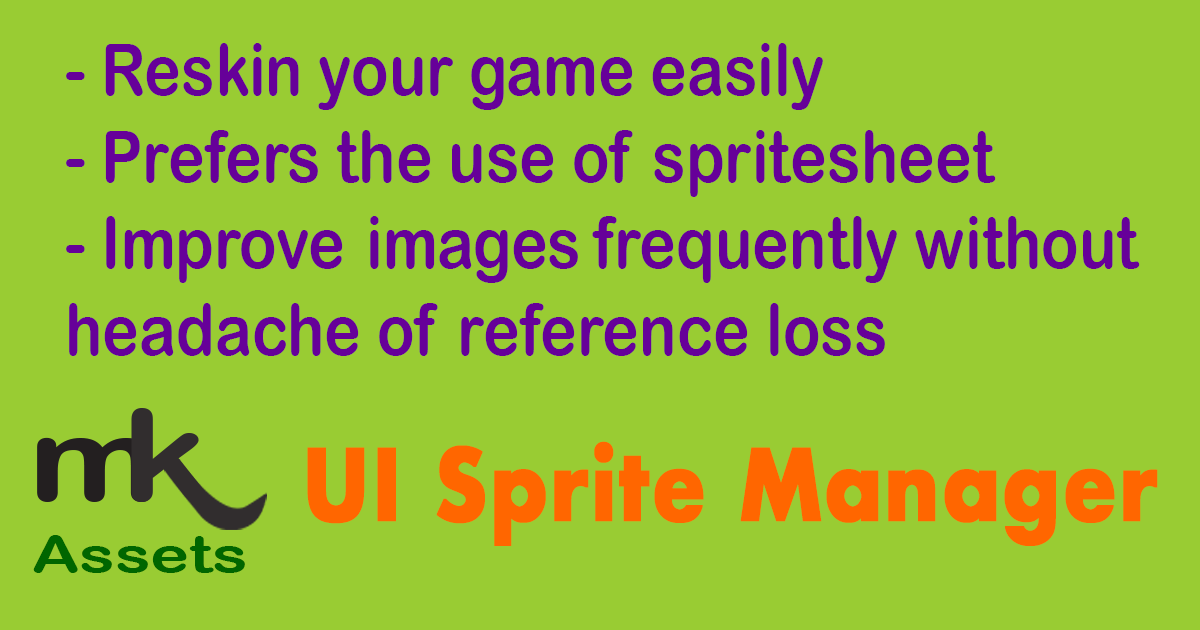 - Reskin your game easily
- Prefers the use of spritesheet
- Improve images frequently without
headache of reference loss
mk
Assets
UI Sprite Manager